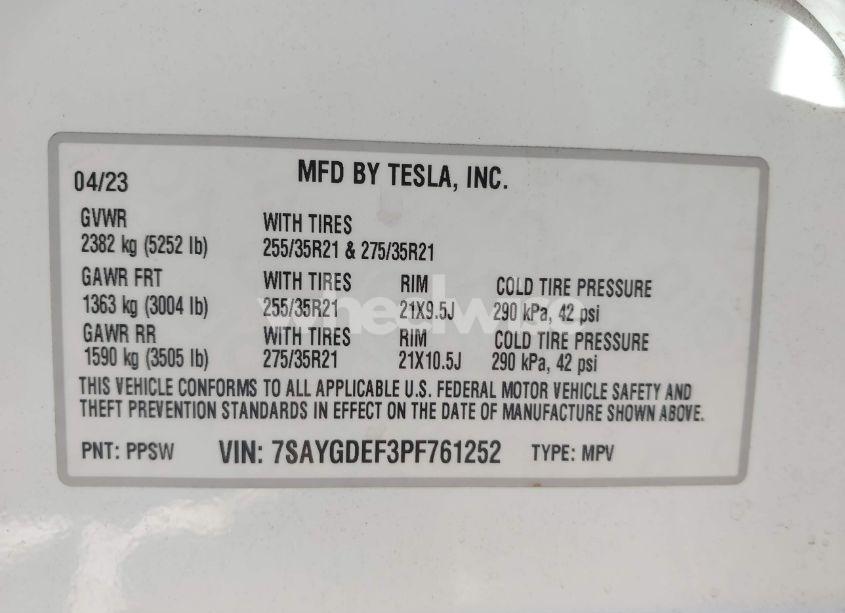 04/23 MFD BY TESLA, INC.
GVWR WITH TIRES
2382 kg (5252 lb) 255/35R21 & 275/35R21
GAWR FRT WITH TIRES RIM COLD TIRE PRESSURE
1363 kg (3004 lb) 255/35R21 21X9.5J 290 kPa, 42 psi
GAWR RR WITH TIRES RIM COLD TIRE PRESSURE
1590 kg (3505 lb) 275/35R21 21X10.5J 290 kPa, 42 psi
THIS VEHICLE CONFORMS TO ALL APPLICABLE U.S. FEDERAL MOTOR VEHICLE SAFETY AND
THEFT PREVENTION STANDARDS IN EFFECT ON THE DATE OF MANUFACTURE SHOWN ABOVE.
PNT: PPSW VIN: 7SAYGDEF3PF761252 TYPE: MPV
wheelwise